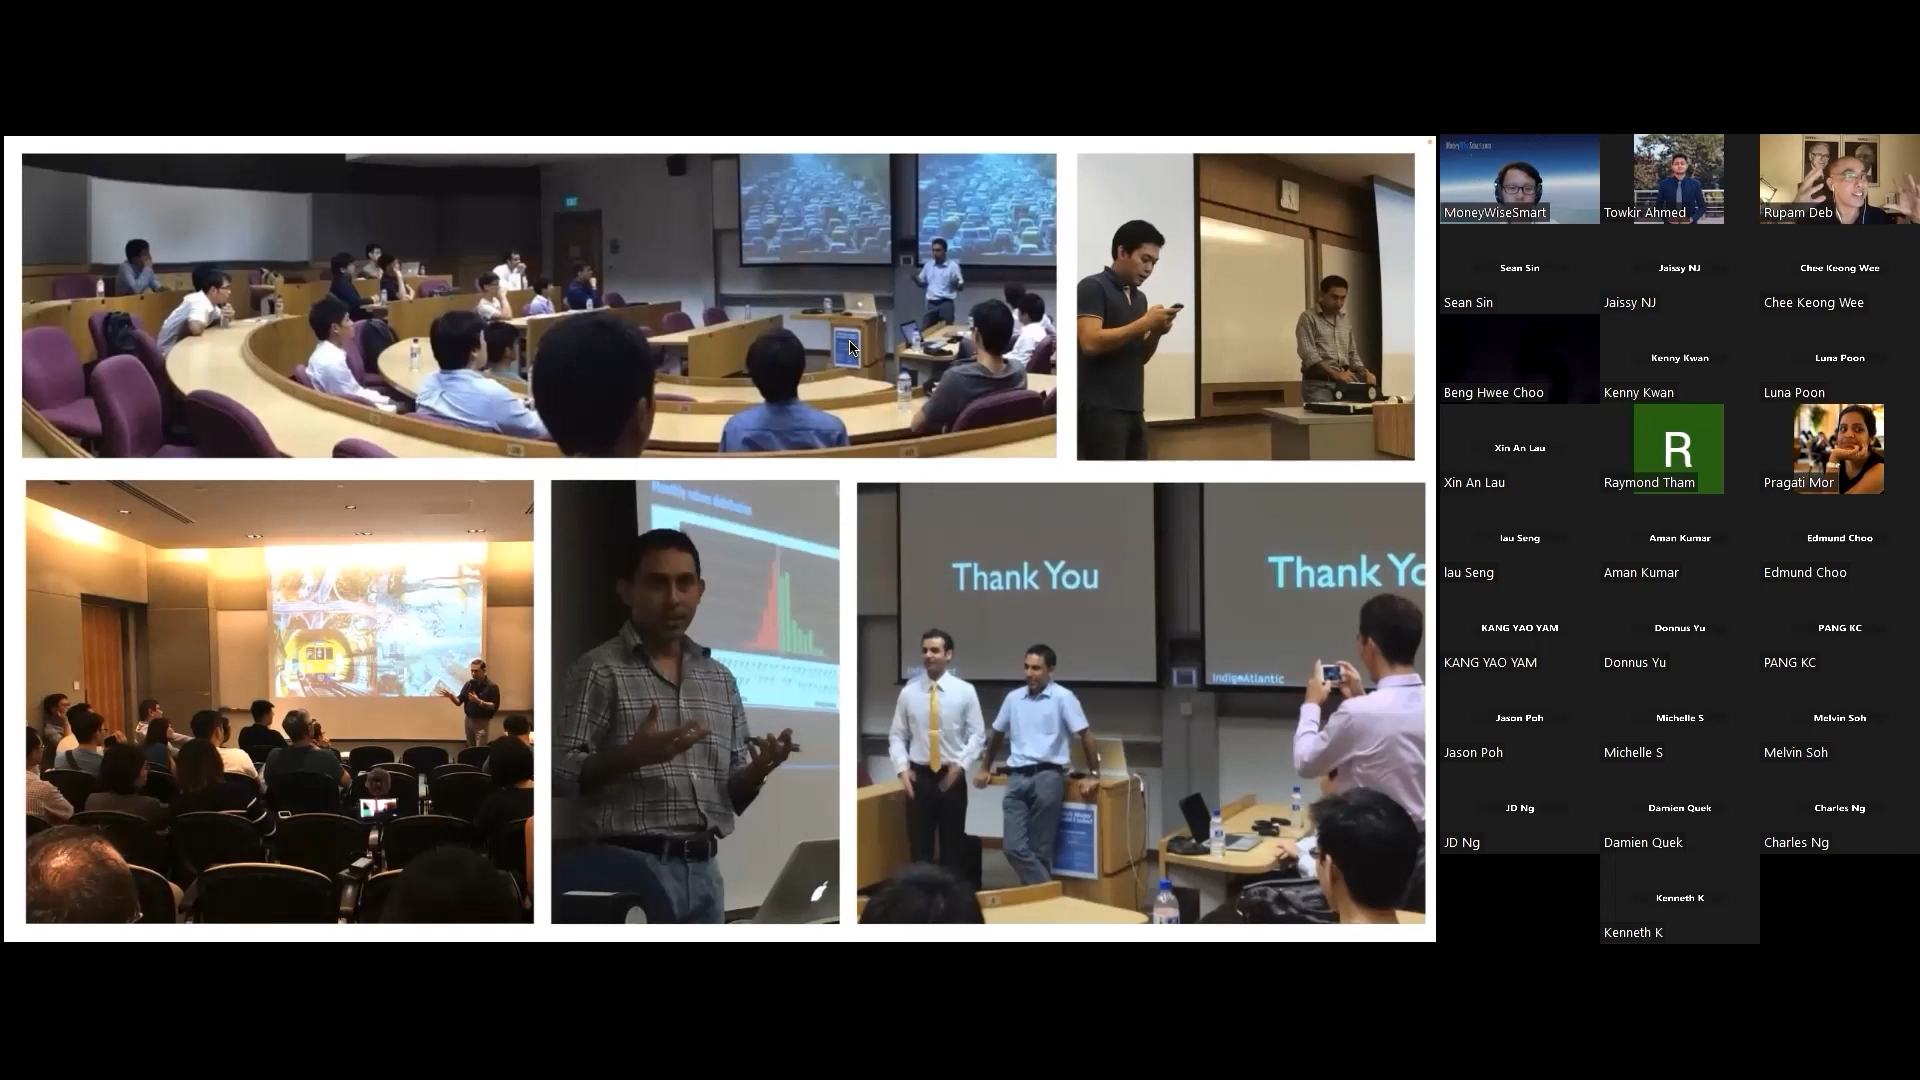 Thank You
Thank Yo
IndigoAtlantic
MoneyWiseSmart.com
MoneyWiseSmart
Towkir Ahmed
Rupam Deb
Sean Sin
Sean Sin
Jaissy NJ
Jaissy NJ
Chee Keong Wee
Chee Keong Wee
Beng Hwee Choo
Kenny Kwan
Kenny Kwan
Luna Poon
Luna Poon
Xin An Lau
Xin An Lau
R
Raymond Tham
Pragati Mor
lau Seng
lau Seng
Aman Kumar
Aman Kumar
Edmund Choo
Edmund Choo
KANG YAO YAM
KANG YAO YAM
Donnus Yu
Donnus Yu
PANG KC
PANG KC
Jason Poh
Jason Poh
Michelle S
Michelle S
Melvin Soh
Melvin Soh
JD Ng
JD Ng
Damien Quek
Damien Quek
Charles Ng
Charles Ng
Kenneth K
Kenneth K